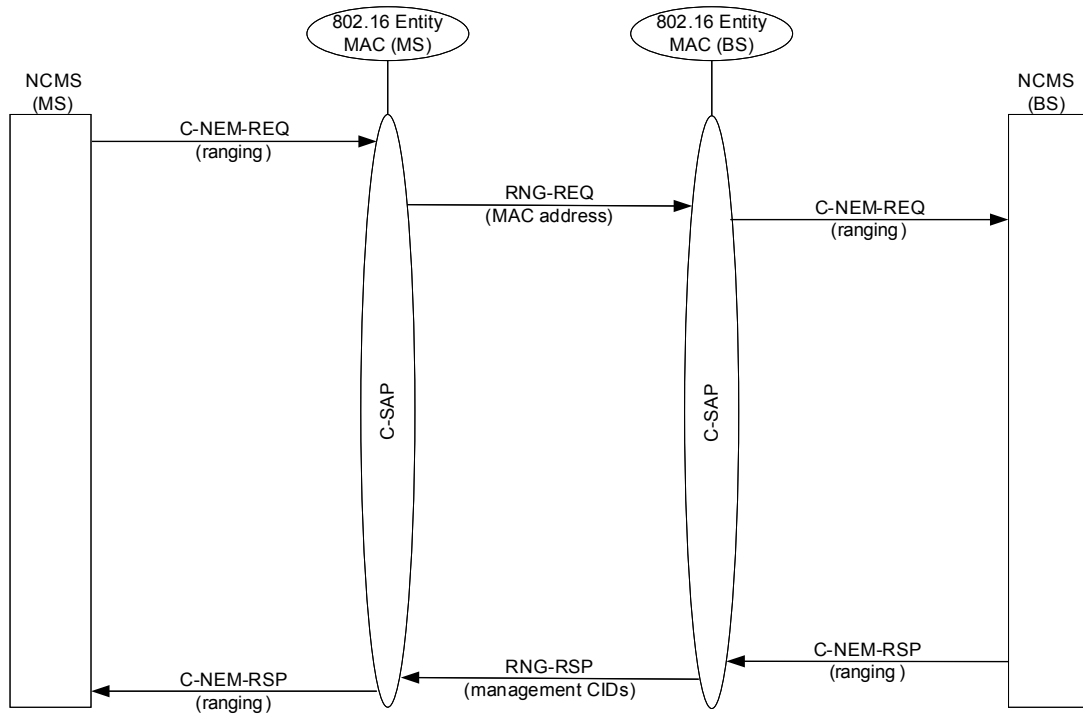 802.16 Entity
MAC (MS)
802.16 Entity
MAC (BS)
NCMS
(MS)
NCMS
(BS)
C-NEM-REQ
(ranging)
RNG-REQ
(MAC address)
C-NEM-REQ
(ranging)
C-SAP
C-SAP
C-NEM-RSP
(ranging)
RNG-RSP
(management CIDs)
C-NEM-RSP
(ranging)